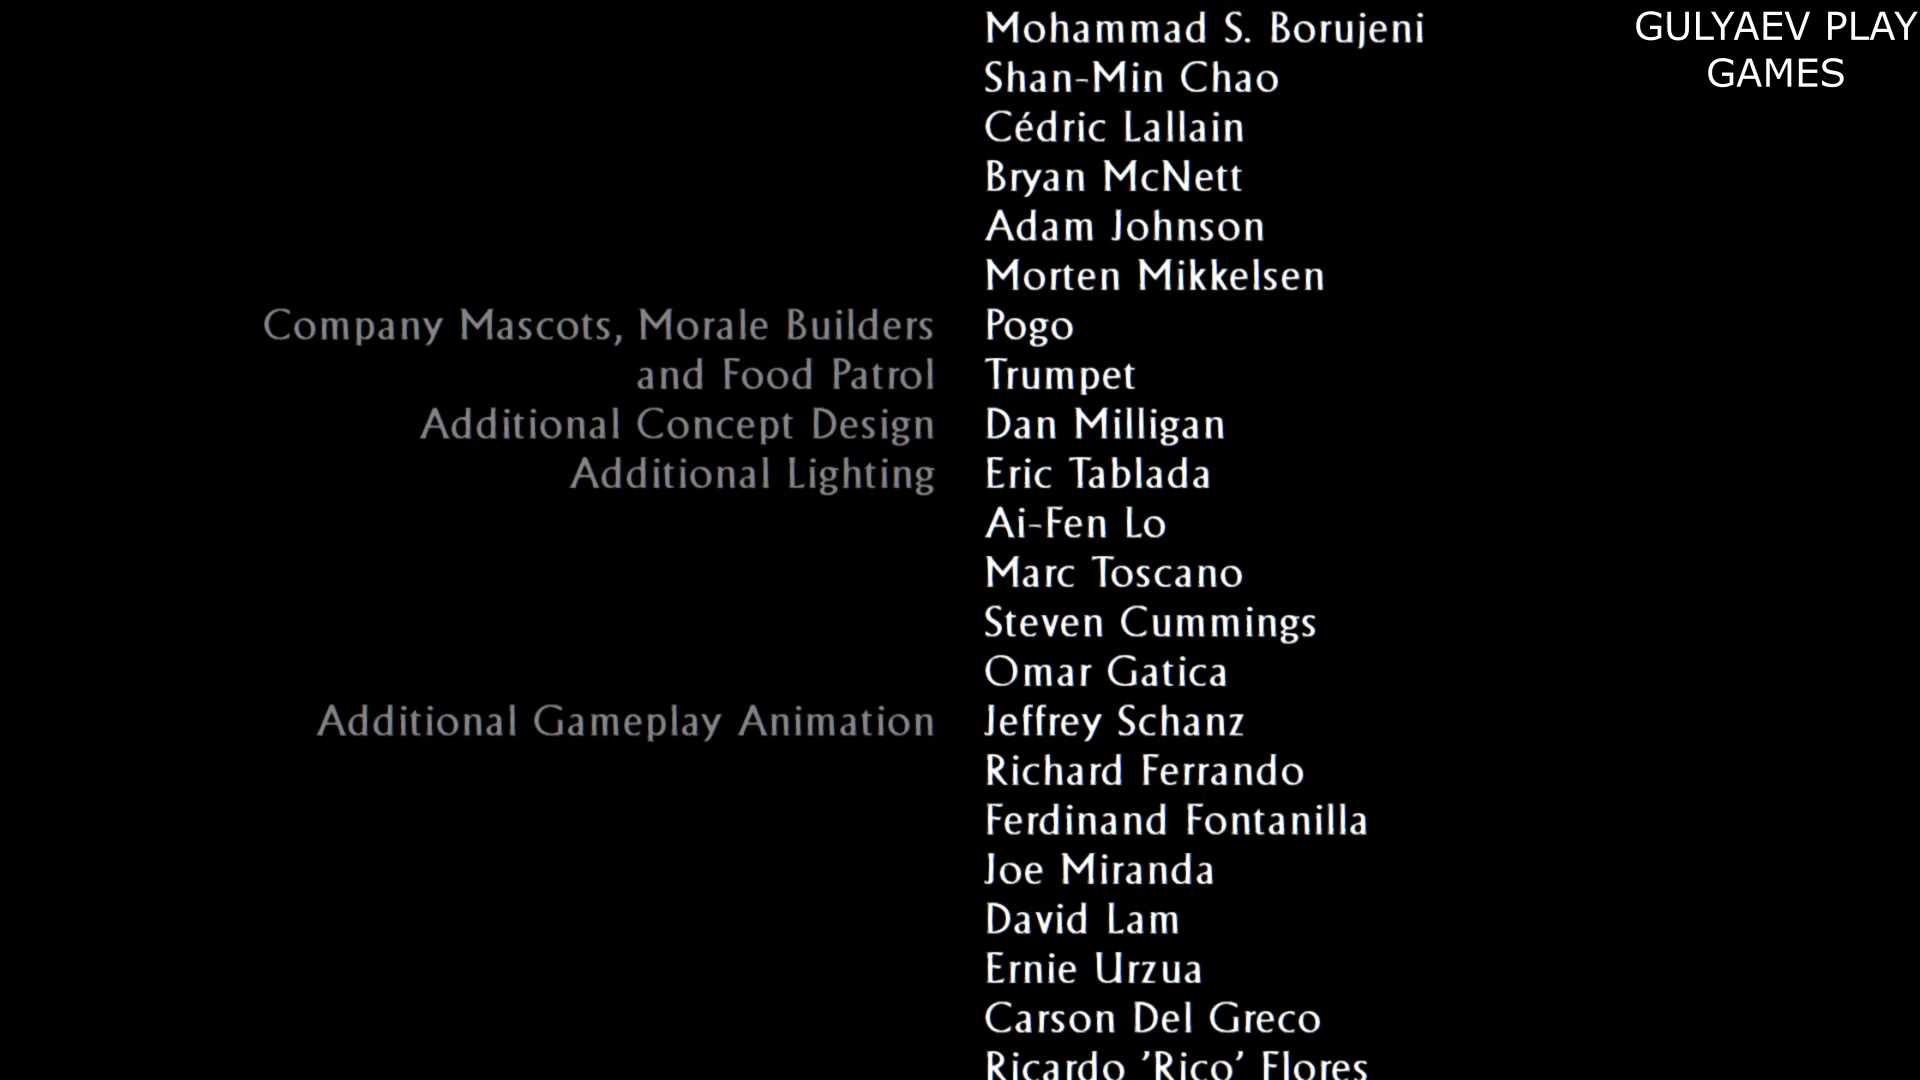 Mohammad S. Borujeni
GULYAEV PLAY
GAMES
Shan-Min Chao
Cédric Lallain
Bryan McNett
Adam Johnson
Morten Mikkelsen
Company Mascots, Morale Builders Pogo
and Food Patrol Trumpet
Additional Concept Design Dan Milligan
Additional Lighting Eric Tablada
Ai-Fen Lo
Marc Toscano
Steven Cummings
Omar Gatica
Additional Gameplay Animation Jeffrey Schanz
Richard Ferrando
Ferdinand Fontanilla
Joe Miranda
David Lam
Ernie Urzua
Carson Del Greco
Ricardo 'Rico' Flores